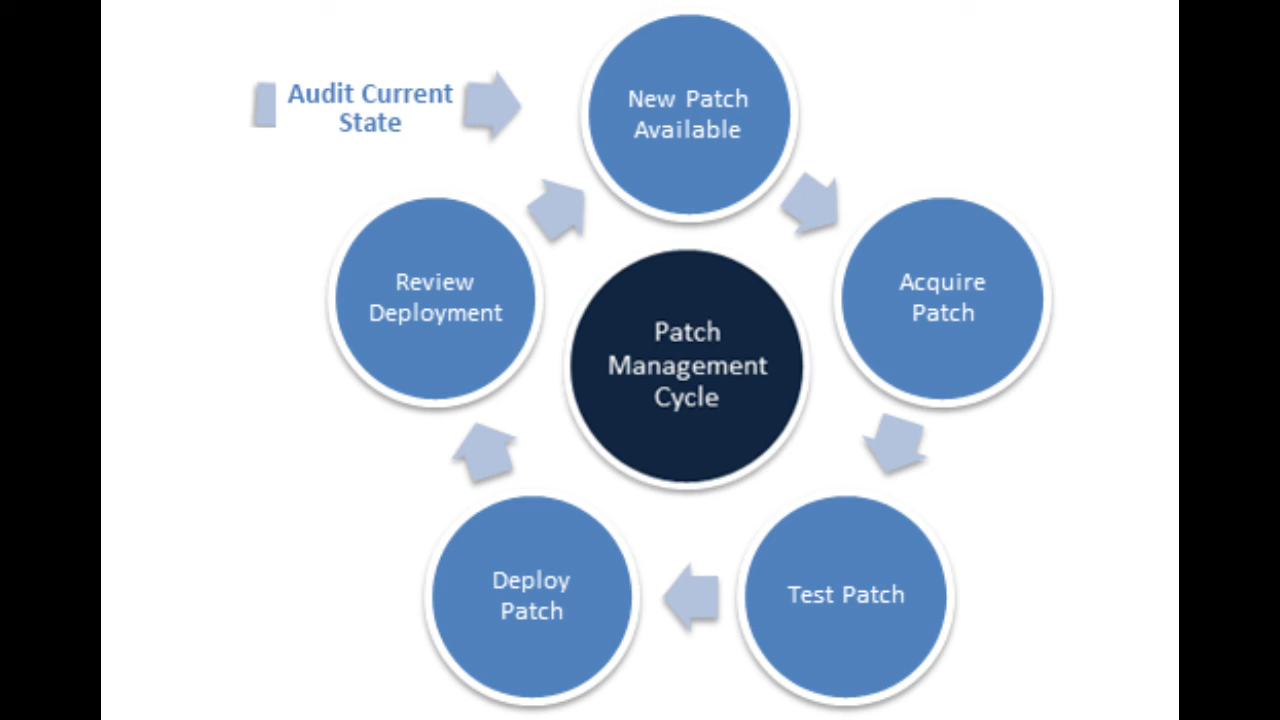 Audit Current
State
New Patch
Available
Acquire
Patch
Test Patch
Deploy
Patch
Review
Deployment
Patch
Management
Cycle